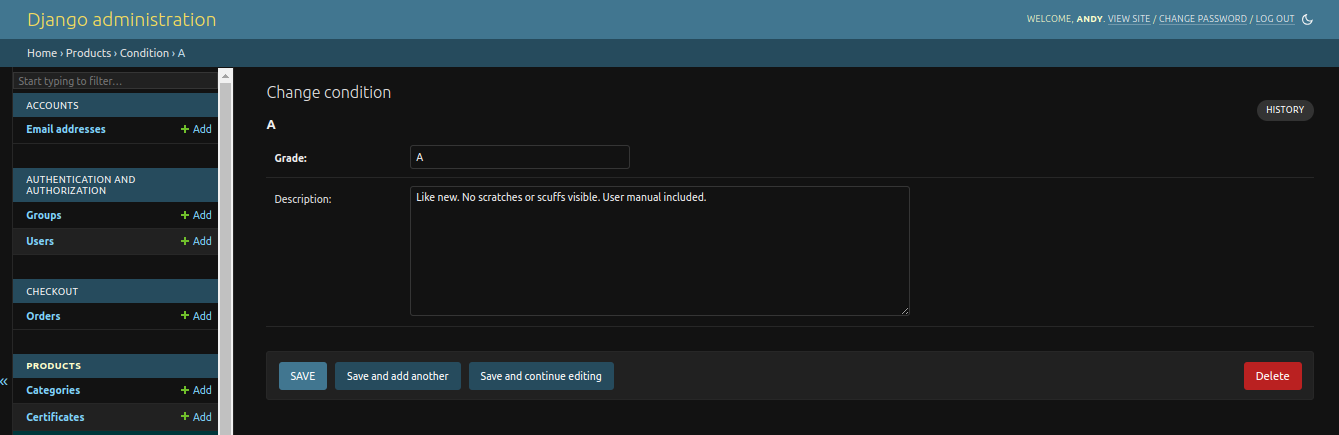 Django administration
WELCOME, ANDY. VIEW SITE / CHANGE PASSWORD / LOG OUT
Home › Products › Condition › A
Start typing to filter…
ACCOUNTS
Email addresses + Add
AUTHENTICATION AND
AUTHORIZATION
Groups + Add
Users + Add
CHECKOUT
Orders + Add
PRODUCTS
Categories + Add
Certificates + Add
«
Change condition
HISTORY
A
Grade: A
Description: Like new. No scratches or scuffs visible. User manual included.
SAVE Save and add another Save and continue editing Delete